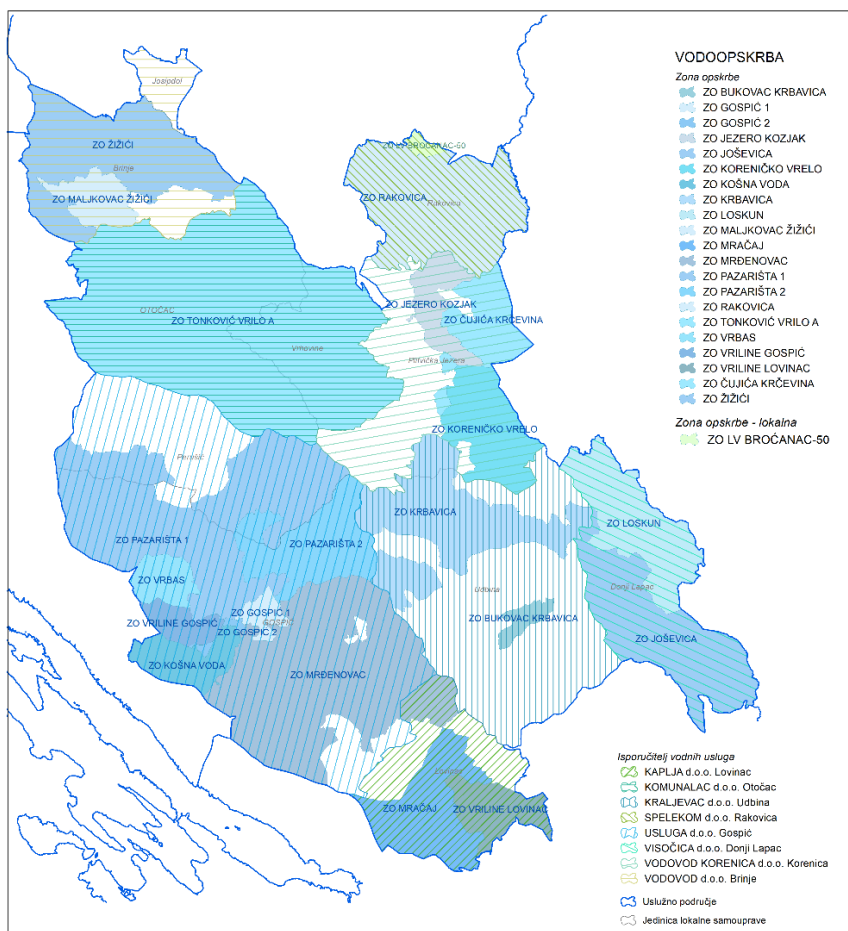 VODOOPSKRBA
Zona opskrbe
ZO BUKOVAC KRBAVICA
ZO GOSPIĆ 1
ZO GOSPIĆ 2
ZO JEZERO KOZJAK
ZO JOŠEVICA
ZO KORENIČKO VRELO
ZO KOŠNA VODA
ZO KRBAVICA
ZO LOSKUN
ZO MALJKOVAC ŽIŽIĆI
ZO MRAČAJ
ZO MRĐENOVAC
ZO PAZARIŠTA 1
ZO PAZARIŠTA 2
ZO RAKOVICA
ZO TONKOVIĆ VRILO A
ZO VRBAS
ZO VRILINE GOSPIĆ
ZO VRILINE LOVINAC
ZO ČUJIĆA KRČEVINA
ZO ŽIŽIĆI
Zona opskrbe - lokalna
ZO LV BROĆANAC-50
Josipdol
ZO ŽIŽIĆI
Brinje
ZO MALJKOVAC ŽIŽIĆI
ZO LV BROĆANAC-50
ZO RAKOVICA
Rakovica
ZO JEZERO KOZJAK
OTOČAC
ZO TONKOVIĆ VRILO A
ZO ČUJIĆA KRČEVINA
Vrhovine
Plitvička Jezera
ZO KORENIČKO VRELO
Perušić
ZO KRBAVICA
ZO LOSKUN
ZO PAZARIŠTA 1
ZO PAZARIŠTA 2
ZO VRBAS
Udbina
Donji Lapac
ZO GOSPIĆ 1
ZO BUKOVAC KRBAVICA
ZO VRILINE GOSPIĆ
GOSPIĆ
ZO GOSPIĆ 2
ZO JOŠEVICA
ZO KOŠNA VODA
ZO MRĐENOVAC
Lovinac
ZO MRAČAJ
ZO VRILINE LOVINAC
Isporučitelj vodnih usluga
KAPLJA d.o.o. Lovinac
KOMUNALAC d.o.o. Otočac
KRALJEVAC d.o.o. Udbina
SPELEKOM d.o.o. Rakovica
USLUGA d.o.o. Gospić
VISOČICA d.o.o. Donji Lapac
VODOVOD KORENICA d.o.o. Korenica
VODOVOD d.o.o. Brinje
Uslužno područje
Jedinica lokalne samouprave